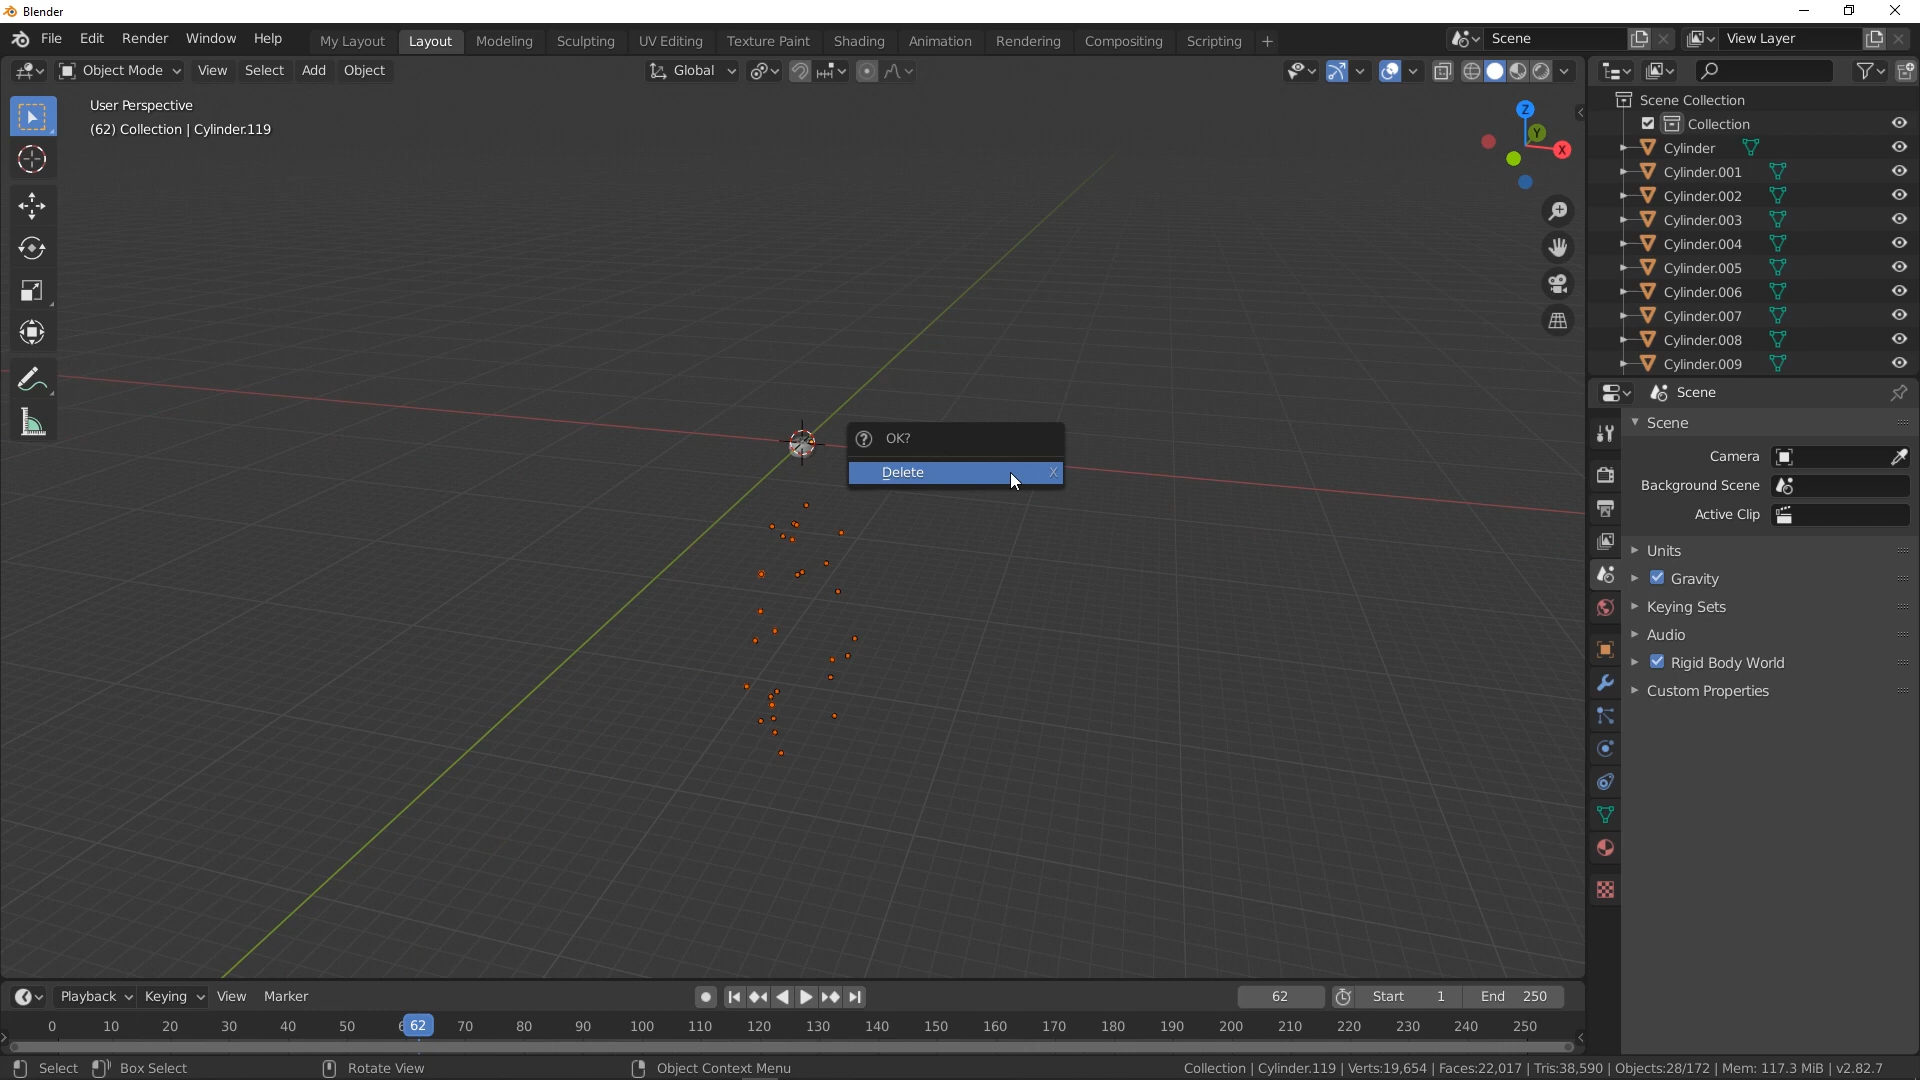 Blender
File Edit Render Window Help My Layout Layout Modeling Sculpting UV Editing Texture Paint Shading Animation Rendering Compositing Scripting + Scene View Layer
Object Mode View Select Add Object Global
User Perspective
(62) Collection | Cylinder.119
Z
Y
X
Scene Collection
Collection
Cylinder
Cylinder.001
Cylinder.002
Cylinder.003
Cylinder.004
Cylinder.005
Cylinder.006
Cylinder.007
Cylinder.008
Cylinder.009
OK?
Delete X
Scene
Scene
Camera
Background Scene
Active Clip
Units
Gravity
Keying Sets
Audio
Rigid Body World
Custom Properties
Playback Keying View Marker 62 Start 1 End 250
0 10 20 30 40 50 62 70 80 90 100 110 120 130 140 150 160 170 180 190 200 210 220 230 240 250
Select Box Select Rotate View Object Context Menu Collection | Cylinder.119 | Verts:19,654 | Faces:22,017 | Tris:38,590 | Objects:28/172 | Mem: 117.3 MiB | v2.82.7